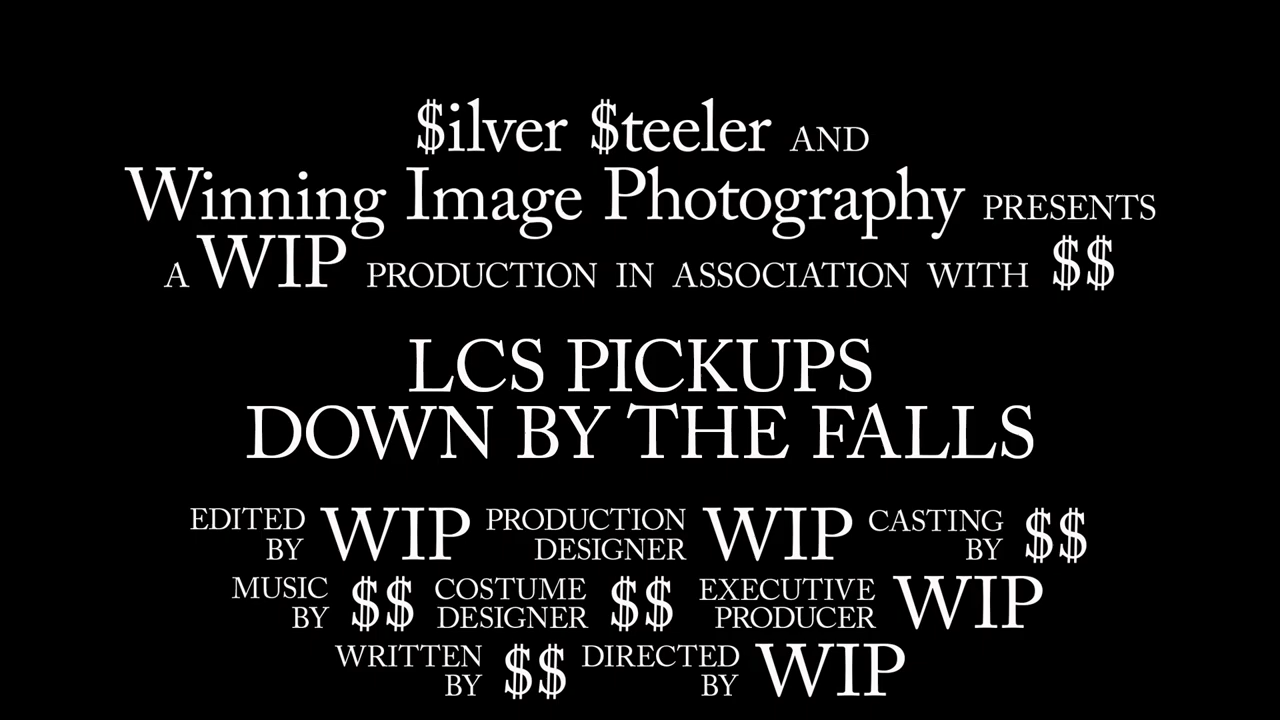 $ilver $teeler AND
Winning Image Photography PRESENTS
A WIP PRODUCTION IN ASSOCIATION WITH $$
LCS PICKUPS
DOWN BY THE FALLS
EDITED BY WIP PRODUCTION DESIGNER WIP CASTING BY $$
MUSIC BY $$ COSTUME DESIGNER $$ EXECUTIVE PRODUCER WIP
WRITTEN BY $$ DIRECTED BY WIP